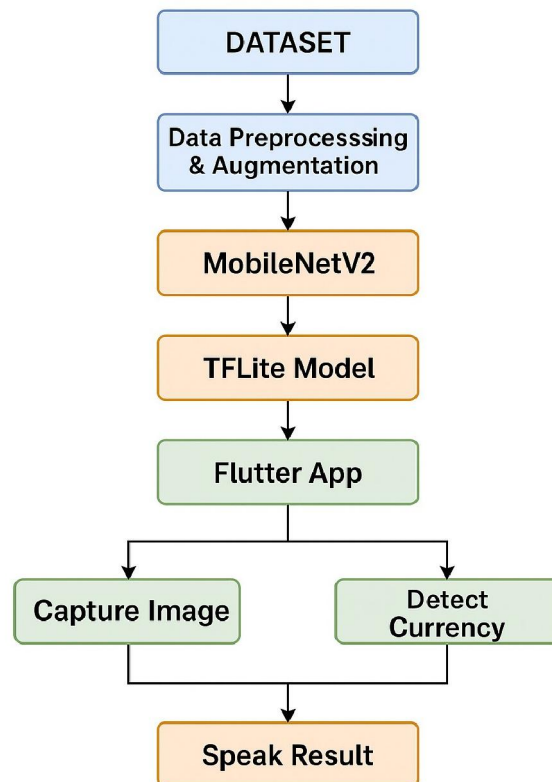 DATASET
Data Preprocesssing
& Augmentation
MobileNetV2
TFLite Model
Flutter App
Capture Image
Detect
Currency
Speak Result